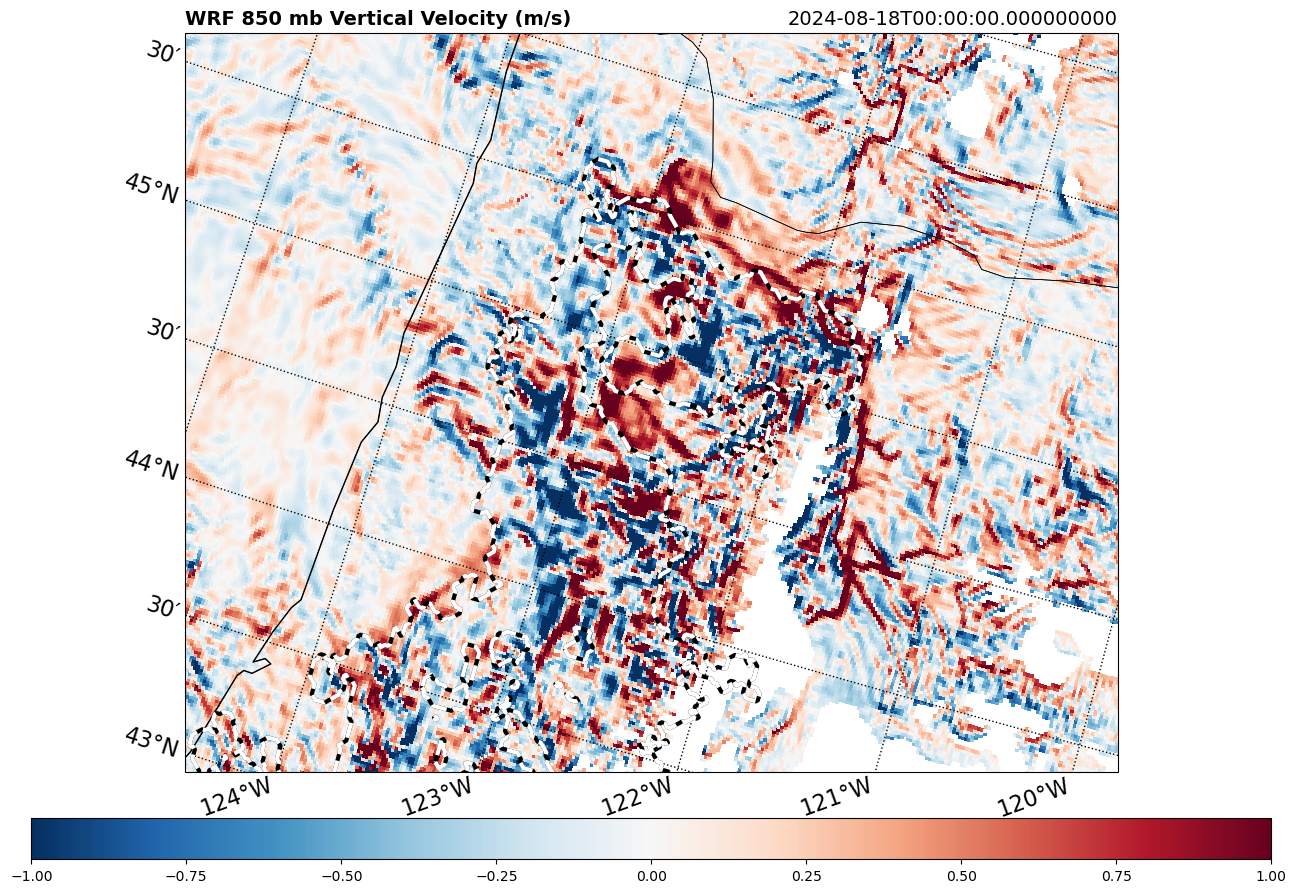 WRF 850 mb Vertical Velocity (m/s)
2024-08-18T00:00:00.000000000
30′
45°N
30′
44°N
30′
43°N
124°W
123°W
122°W
121°W
120°W
−1.00
−0.75
−0.50
−0.25
0.00
0.25
0.50
0.75
1.00